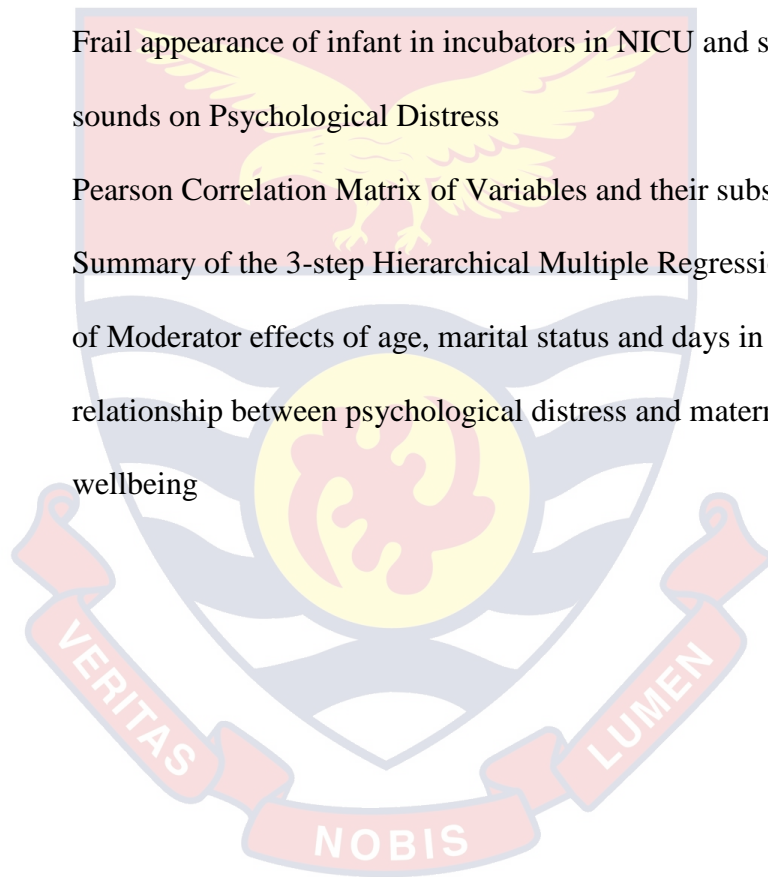 Frail appearance of infant in incubators in NICU and s
sounds on Psychological Distress
Pearson Correlation Matrix of Variables and their subs
Summary of the 3-step Hierarchical Multiple Regressi
of Moderator effects of age, marital status and days in
relationship between psychological distress and matern
wellbeing
VERITAS
NOBIS
LUMEN